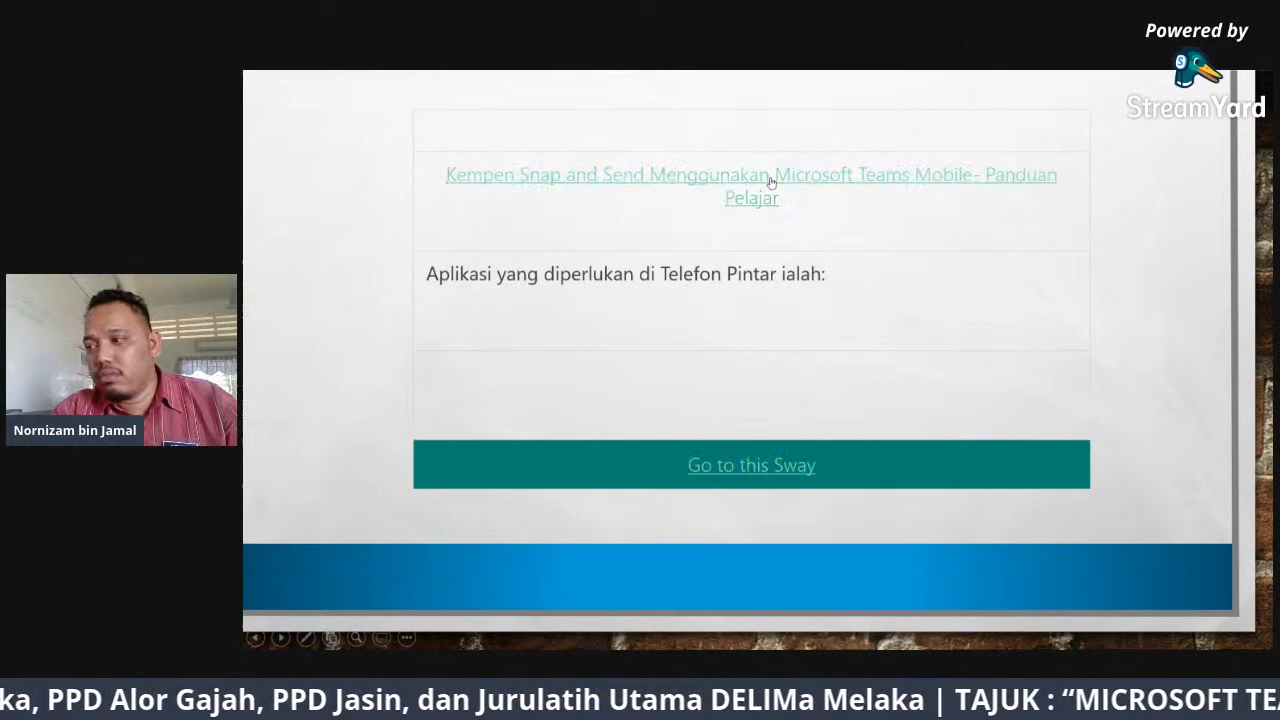 Powered by
StreamYard
Kempen Snap and Send Menggunakan Microsoft Teams Mobile- Panduan
Pelajar
Aplikasi yang diperlukan di Telefon Pintar ialah:
Go to this Sway
Nornizam bin Jamal
ka, PPD Alor Gajah, PPD Jasin, dan Jurulatih Utama DELIMa Melaka | TAJUK : “MICROSOFT TE